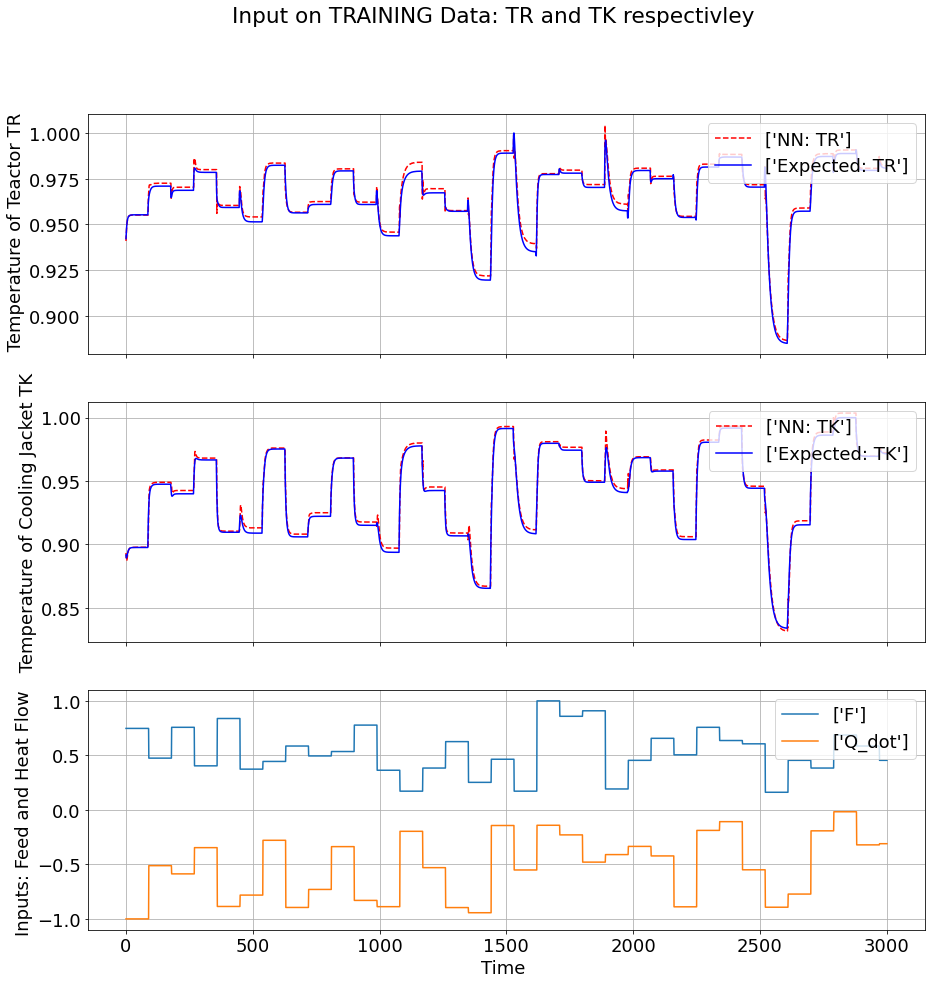 Input on TRAINING Data: TR and TK respectivley
Temperature of Teactor TR
1.000
0.975
0.950
0.925
0.900
['NN: TR']
['Expected: TR']
Temperature of Cooling Jacket TK
1.00
0.95
0.90
0.85
['NN: TK']
['Expected: TK']
Inputs: Feed and Heat Flow
1.0
0.5
0.0
−0.5
−1.0
['F']
['Q_dot']
0 500 1000 1500 2000 2500 3000
Time